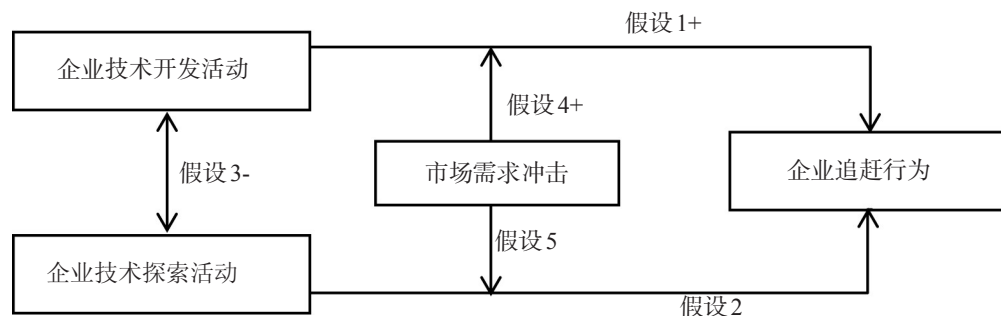 假设1+
企业技术开发活动
假设4+
假设3-
市场需求冲击
企业追赶行为
假设5
企业技术探索活动
假设2